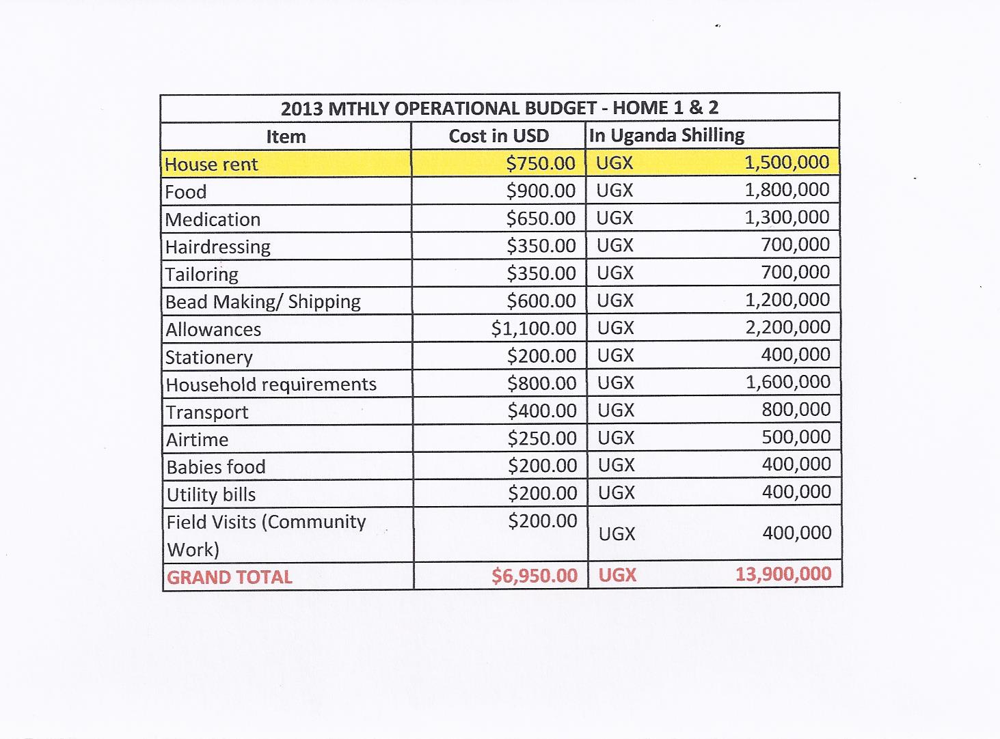 2013 MTHLY OPERATIONAL BUDGET - HOME 1 & 2
Item Cost in USD In Uganda Shilling
House rent $750.00 UGX 1,500,000
Food $900.00 UGX 1,800,000
Medication $650.00 UGX 1,300,000
Hairdressing $350.00 UGX 700,000
Tailoring $350.00 UGX 700,000
Bead Making/ Shipping $600.00 UGX 1,200,000
Allowances $1,100.00 UGX 2,200,000
Stationery $200.00 UGX 400,000
Household requirements $800.00 UGX 1,600,000
Transport $400.00 UGX 800,000
Airtime $250.00 UGX 500,000
Babies food $200.00 UGX 400,000
Utility bills $200.00 UGX 400,000
Field Visits (Community $200.00 UGX 400,000
Work)
GRAND TOTAL $6,950.00 UGX 13,900,000